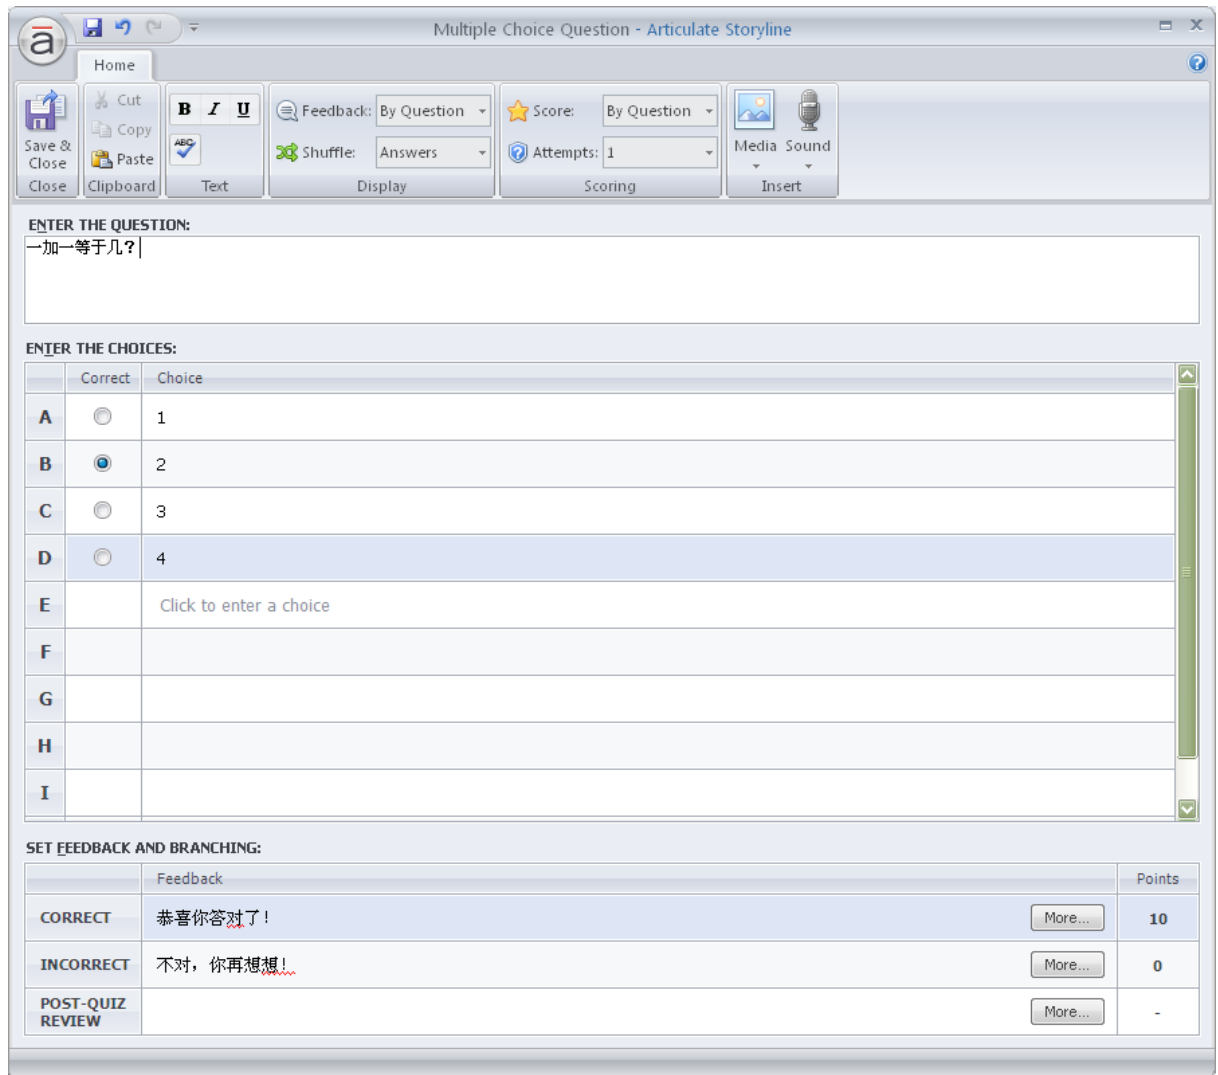 Multiple Choice Question - Articulate Storyline
Home
Save & Close
Cut
Copy
Paste
B I U
ABC
Feedback: By Question
Shuffle: Answers
Score: By Question
Attempts: 1
Media Sound
Close Clipboard Text Display Scoring Insert
ENTER THE QUESTION:
一加一等于几？
ENTER THE CHOICES:
Correct Choice
A 1
B 2
C 3
D 4
E Click to enter a choice
F
G
H
I
SET FEEDBACK AND BRANCHING:
Feedback Points
CORRECT 恭喜你答对了！ More... 10
INCORRECT 不对，你再想想！ More... 0
POST-QUIZ REVIEW More... -